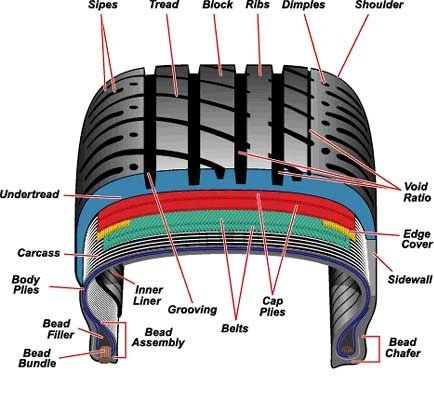 Sipes
Tread
Block
Ribs
Dimples
Shoulder
Void
Ratio
Undertread
Edge
Cover
Carcass
Sidewall
Body
Plies
Inner
Liner
Grooving
Belts
Cap
Plies
Bead
Filler
Bead
Assembly
Bead
Chafer
Bead
Bundle